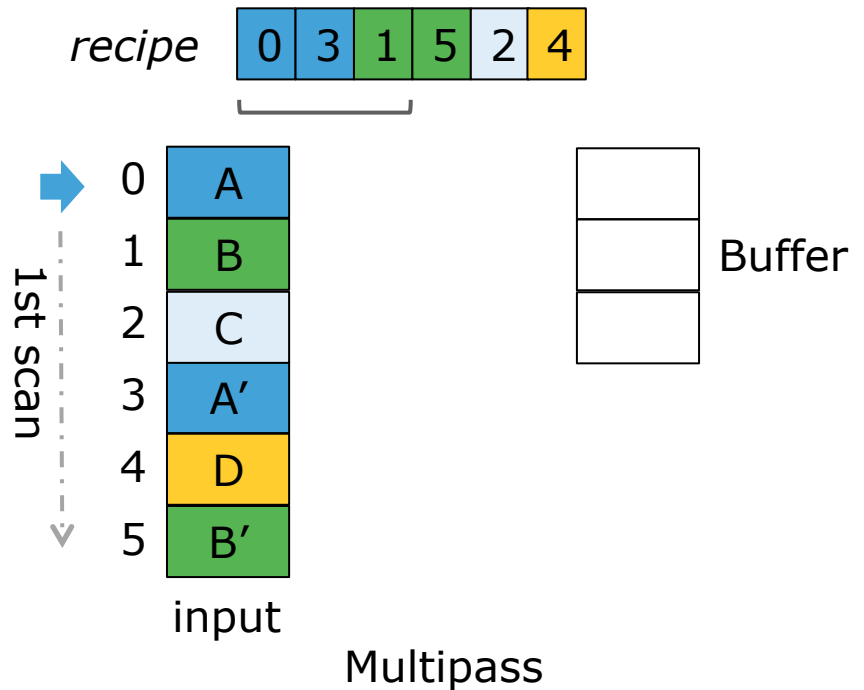 recipe 0 3 1 5 2 4
0 A
1 B Buffer
2 C
3 A′
4 D
5 B′
1st scan
input
Multipass